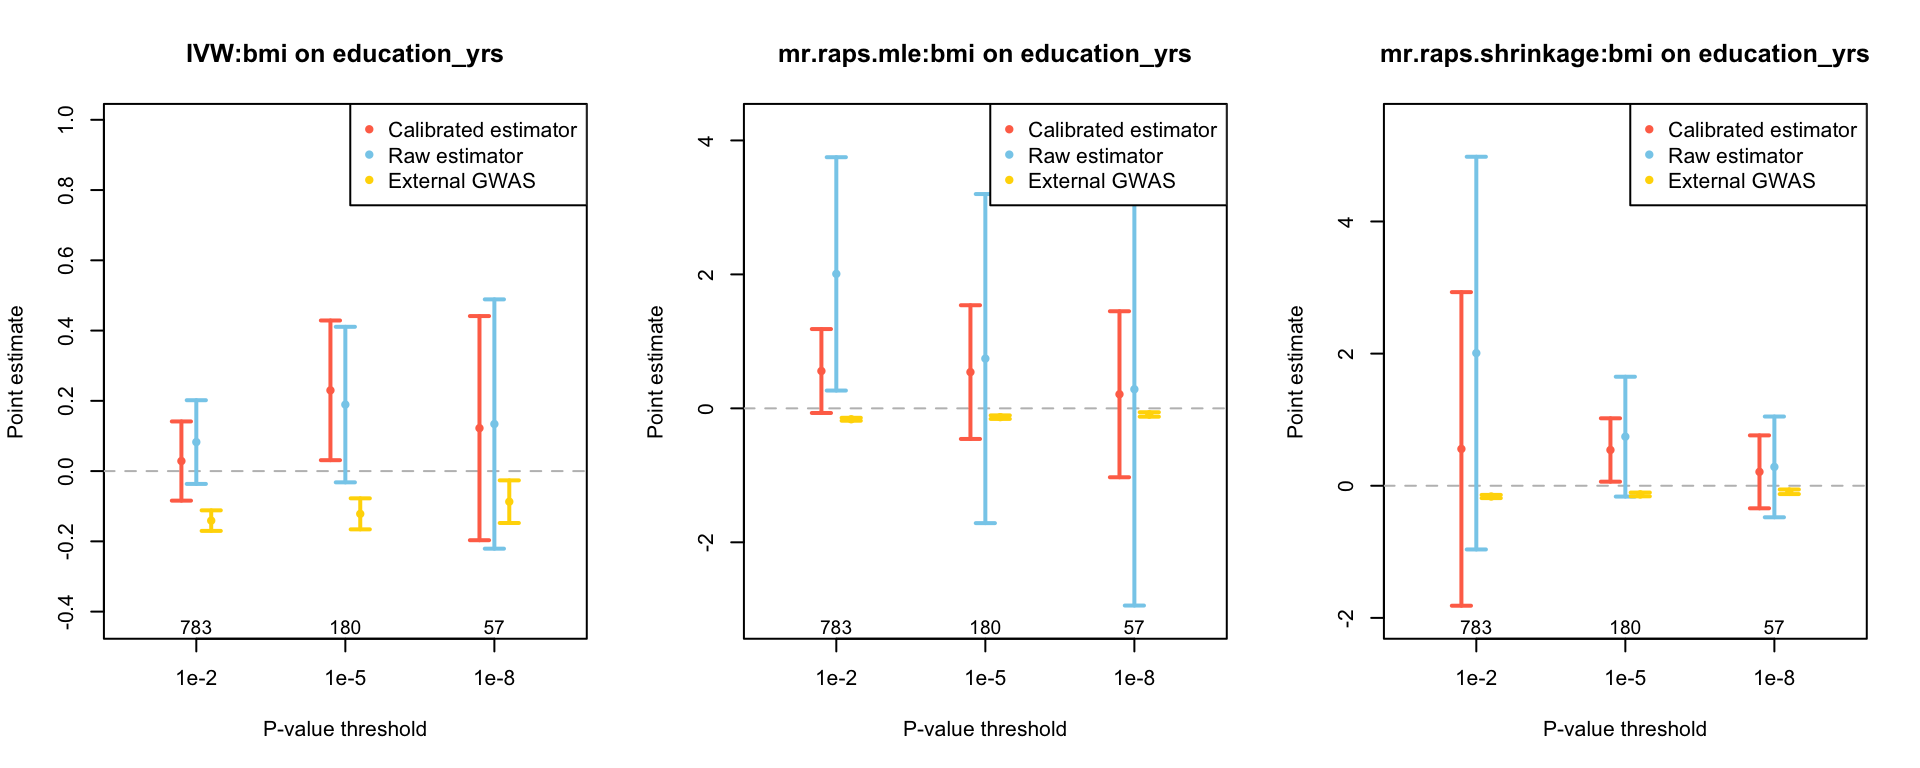 IVW:bmi on education_yrs
Calibrated estimator
Raw estimator
External GWAS
Point estimate
1.0
0.8
0.6
0.4
0.2
0.0
-0.2
-0.4
783 180 57
1e-2 1e-5 1e-8
P-value threshold
mr.raps.mle:bmi on education_yrs
Calibrated estimator
Raw estimator
External GWAS
Point estimate
4
2
0
-2
783 180 57
1e-2 1e-5 1e-8
P-value threshold
mr.raps.shrinkage:bmi on education_yrs
Calibrated estimator
Raw estimator
External GWAS
Point estimate
4
2
0
-2
783 180 57
1e-2 1e-5 1e-8
P-value threshold